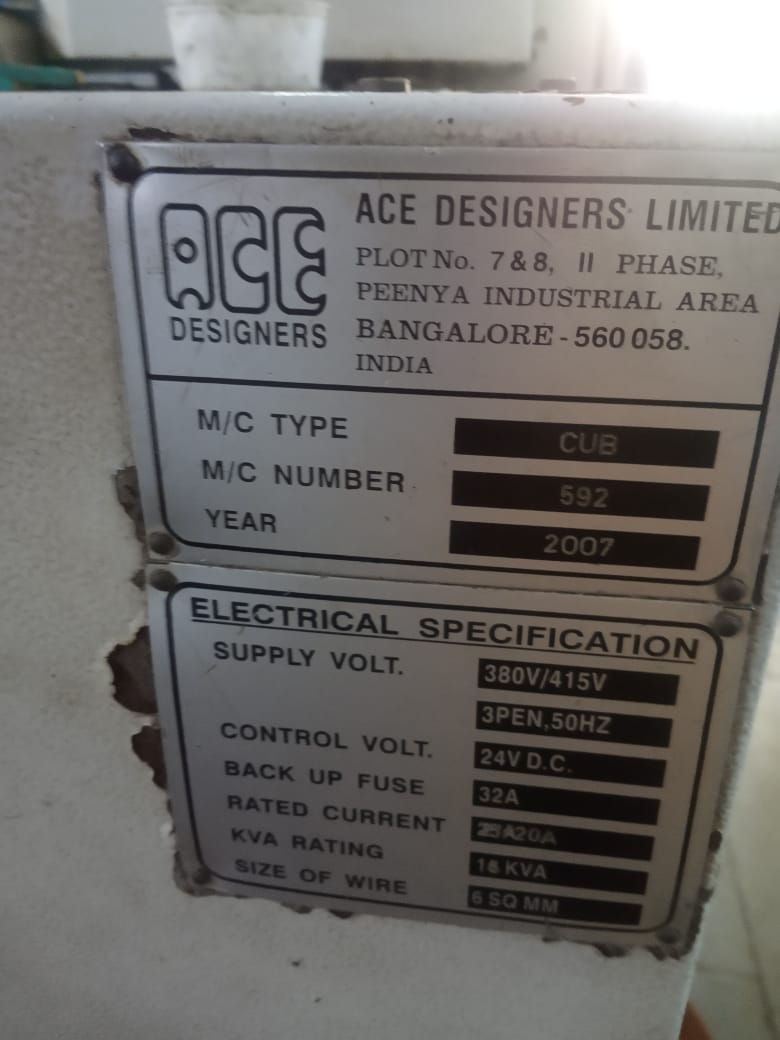 ACE
DESIGNERS
ACE DESIGNERS LIMITED
PLOT No. 7 & 8, II PHASE,
PEENYA INDUSTRIAL AREA
BANGALORE - 560 058.
INDIA
M/C TYPE CUB
M/C NUMBER 592
YEAR 2007
ELECTRICAL SPECIFICATION
SUPPLY VOLT. 380V/415V
3PEN,50HZ
CONTROL VOLT. 24V D.C.
BACK UP FUSE 32A
RATED CURRENT 20A
KVA RATING KVA
SIZE OF WIRE 6 SQ MM